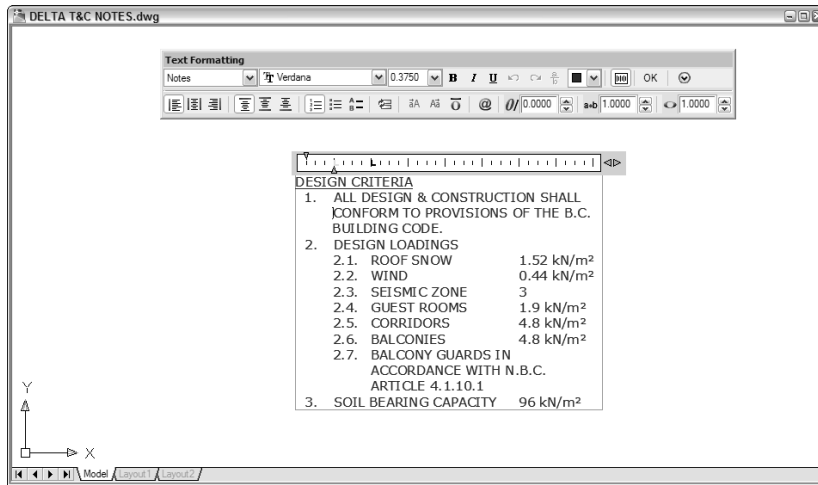 DELTA T&C NOTES.dwg
Text Formatting
Notes Verdana 0.3750 B I U OK
@ 0/ 0.0000 a•b 1.0000 1.0000
DESIGN CRITERIA
1. ALL DESIGN & CONSTRUCTION SHALL
CONFORM TO PROVISIONS OF THE B.C.
BUILDING CODE.
2. DESIGN LOADINGS
2.1. ROOF SNOW 1.52 kN/m²
2.2. WIND 0.44 kN/m²
2.3. SEISMIC ZONE 3
2.4. GUEST ROOMS 1.9 kN/m²
2.5. CORRIDORS 4.8 kN/m²
2.6. BALCONIES 4.8 kN/m²
2.7. BALCONY GUARDS IN
ACCORDANCE WITH N.B.C.
ARTICLE 4.1.10.1
3. SOIL BEARING CAPACITY 96 kN/m²
Y
X
Model Layout1 Layout2